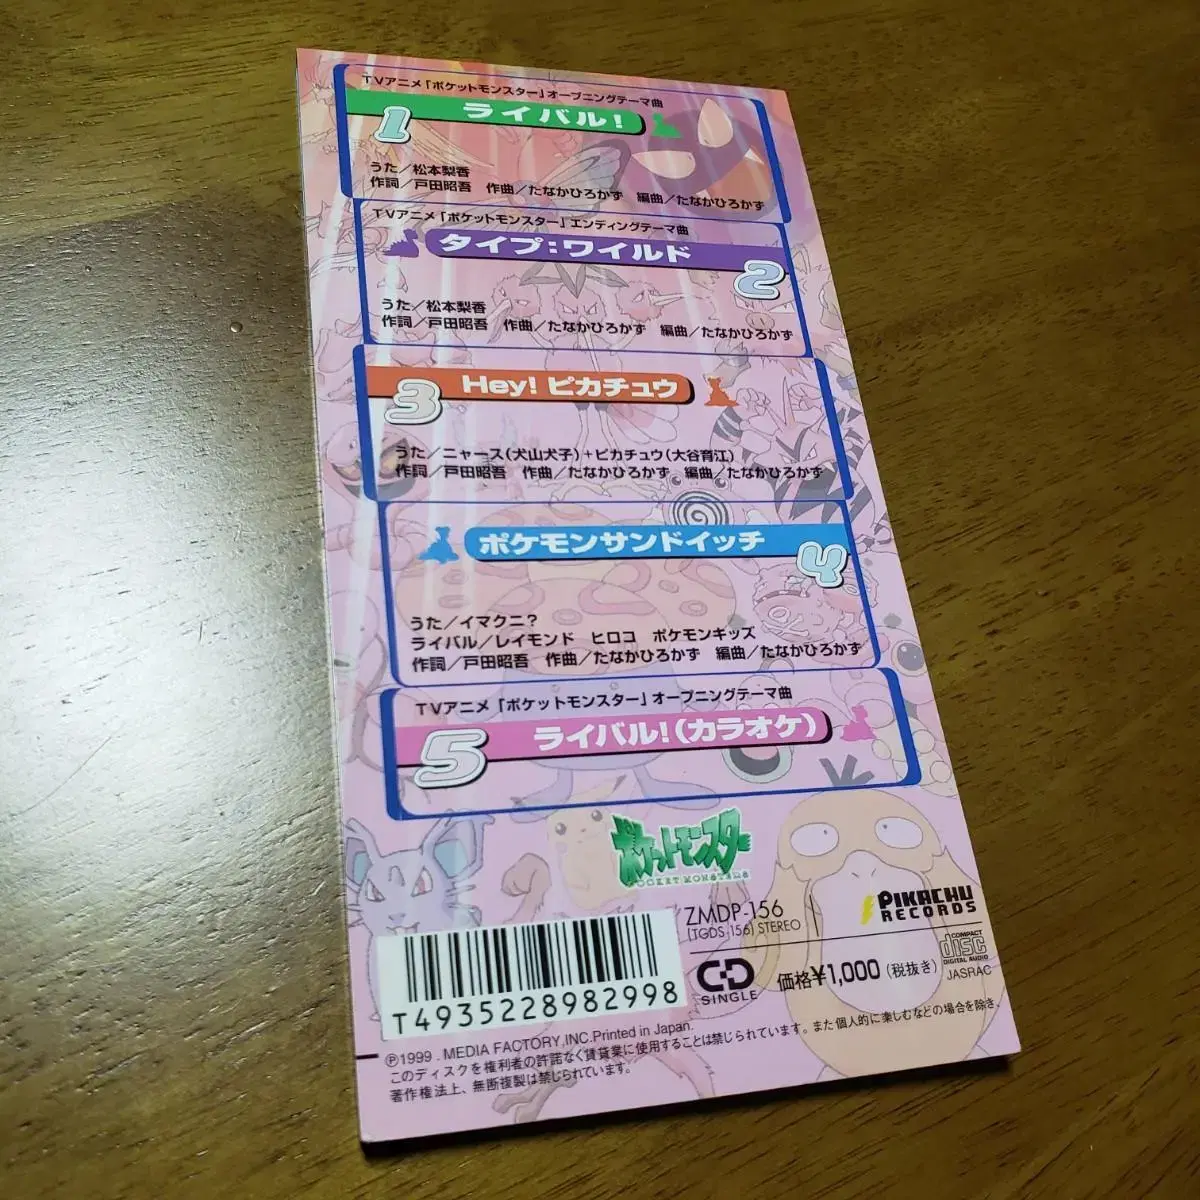 TVアニメ「ポケットモンスター」オープニングテーマ曲
1 ライバル!
うた/松本梨香
作詞/戸田昭吾 作曲/たなかひろかず 編曲/たなかひろかず
TVアニメ「ポケットモンスター」エンディングテーマ曲
タイプ:ワイルド 2
うた/松本梨香
作詞/戸田昭吾 作曲/たなかひろかず 編曲/たなかひろかず
3 Hey! ピカチュウ
うた/ニャース(犬山犬子)+ピカチュウ(大谷育江)
作詞/戸田昭吾 作曲/たなかひろかず 編曲/たなかひろかず
ポケモンサンドイッチ 4
うた/イマクニ?
ライバル/レイモンド ヒロコ ポケモンキッズ
作詞/戸田昭吾 作曲/たなかひろかず 編曲/たなかひろかず
TVアニメ「ポケットモンスター」オープニングテーマ曲
5 ライバル!(カラオケ)
ポケットモンスター
POCKET MONSTERS
PIKACHU
RECORDS
ZMDP-156
(TGDS-156) STEREO
CD
SINGLE
価格¥1,000(税抜き)
COMPACT
disc
DIGITAL AUDIO
JASRAC
T4935228982998
Ⓟ1999 . MEDIA FACTORY,INC.Printed in Japan.
このディスクを権利者の許諾なく賃貸業に使用することは禁じられています。また個人的に楽しむなどの場合を除き、
著作権法上、無断複製は禁じられています。